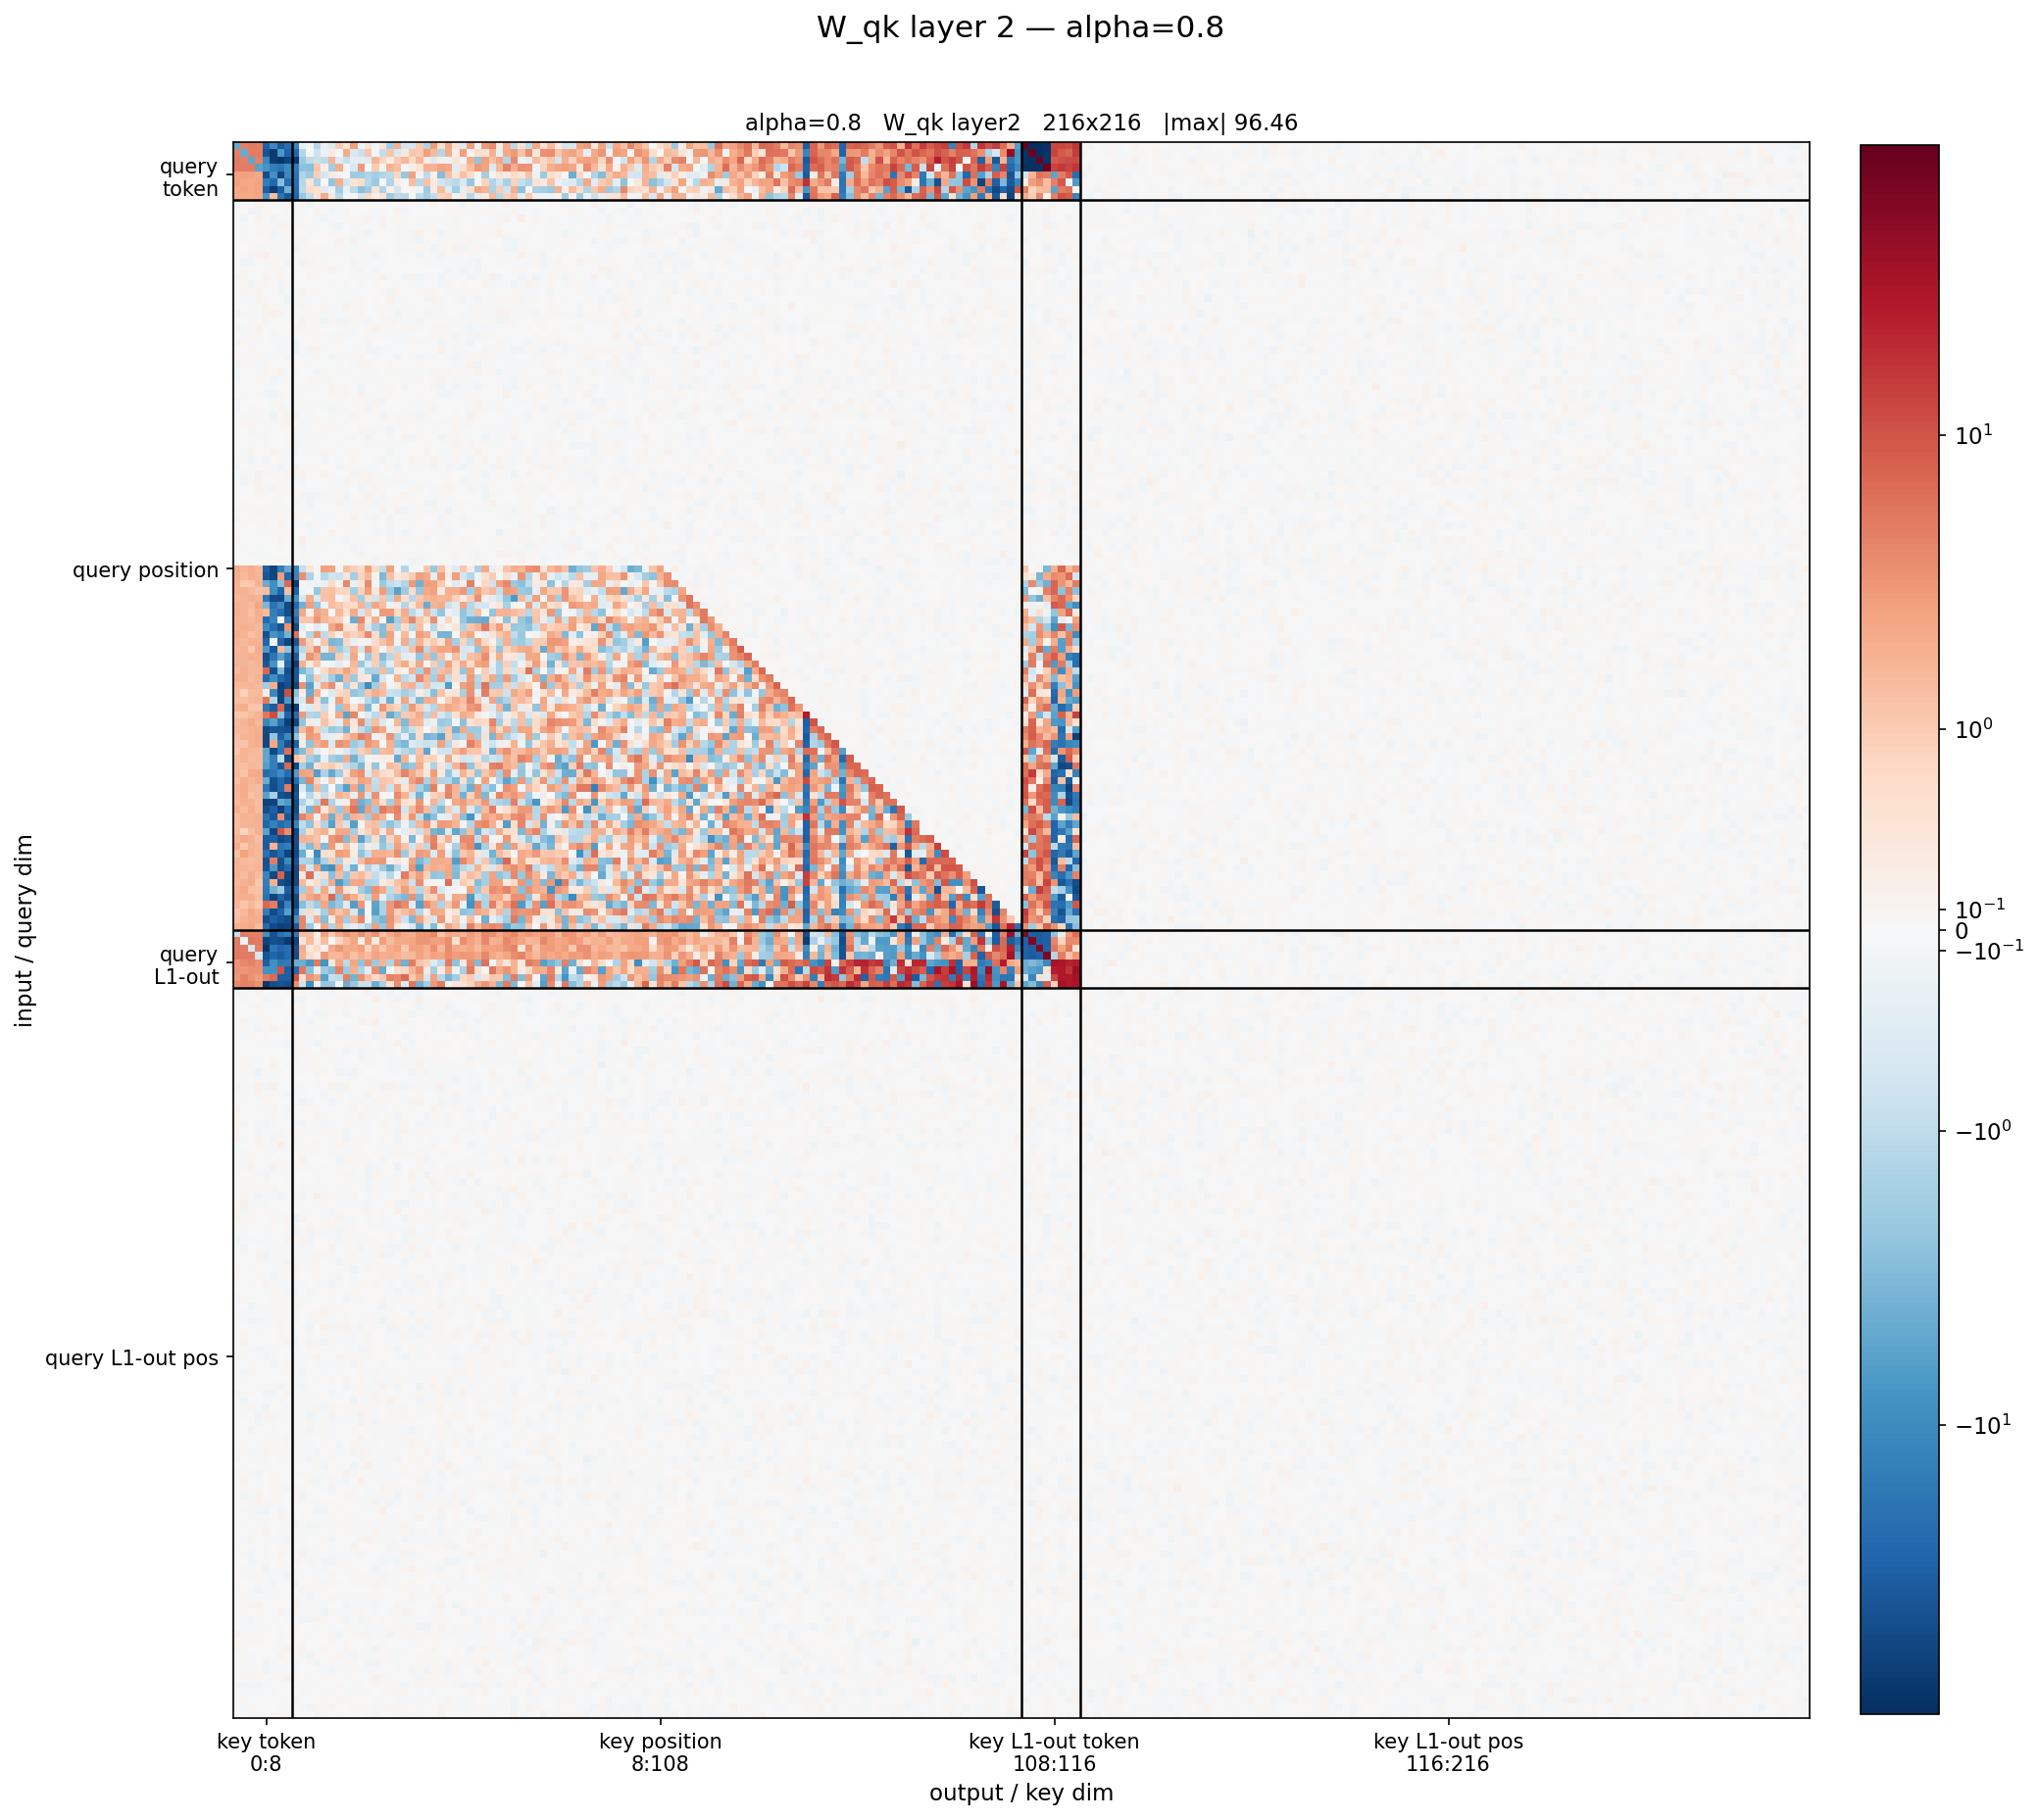 W_qk layer 2 — alpha=0.8
alpha=0.8 W_qk layer2 216x216 |max| 96.46
query
token
query position
query
L1-out
query L1-out pos
input / query dim
key token
0:8
key position
8:108
key L1-out token
108:116
key L1-out pos
116:216
output / key dim
10¹
10⁰
10⁻¹
0
−10⁻¹
−10⁰
−10¹